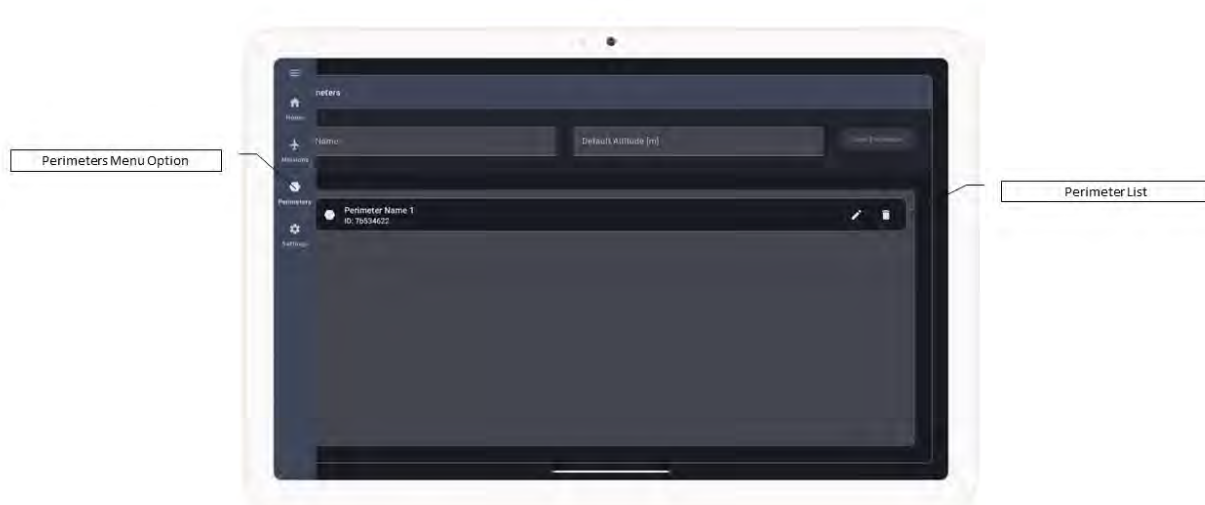 neters
Home
Name
Default Altitude [m]
Missions
Perimeters Menu Option
Perimeters
Perimeter List
Perimeter Name 1
ID: 76534622
Settings